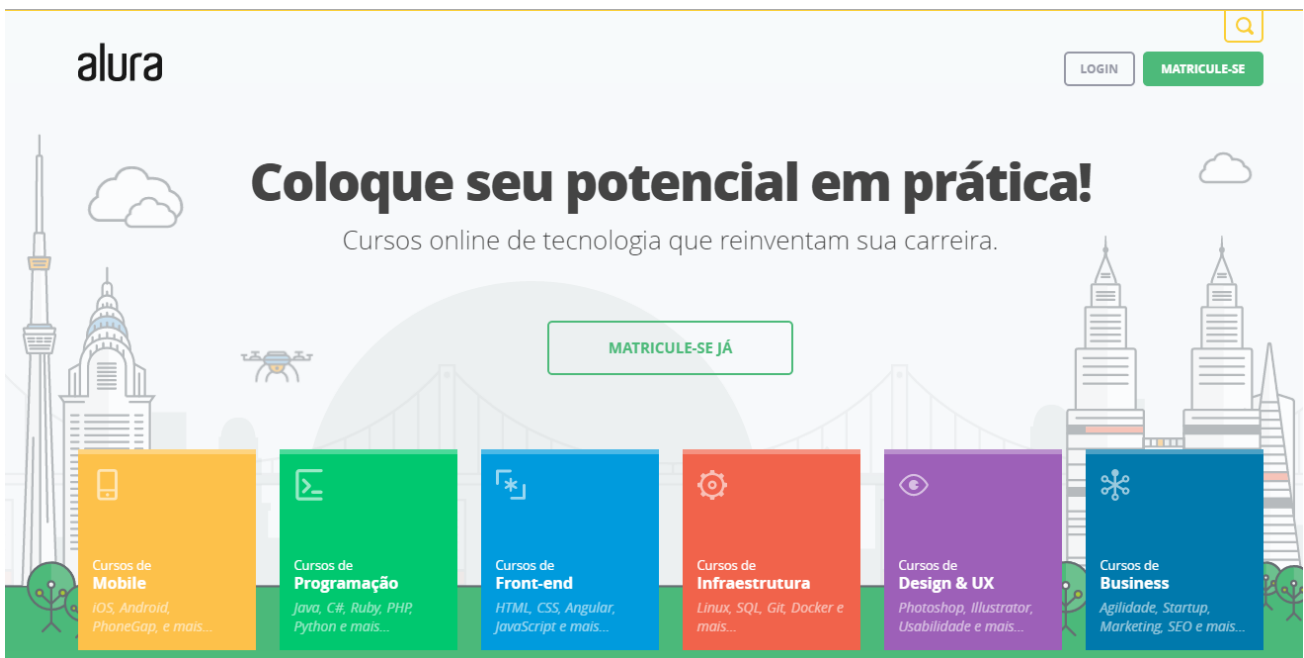 alura
LOGIN
MATRICULE-SE
Coloque seu potencial em prática!
Cursos online de tecnologia que reinventam sua carreira.
MATRICULE-SE JÁ
Cursos de
Mobile
iOS, Android,
PhoneGap, e mais...
Cursos de
Programação
Java, C#, Ruby, PHP,
Python e mais...
Cursos de
Front-end
HTML, CSS, Angular,
JavaScript e mais...
Cursos de
Infraestrutura
Linux, SQL, Git, Docker e
mais...
Cursos de
Design & UX
Photoshop, Illustrator,
Usabilidade e mais...
Cursos de
Business
Agilidade, Startup,
Marketing, SEO e mais...